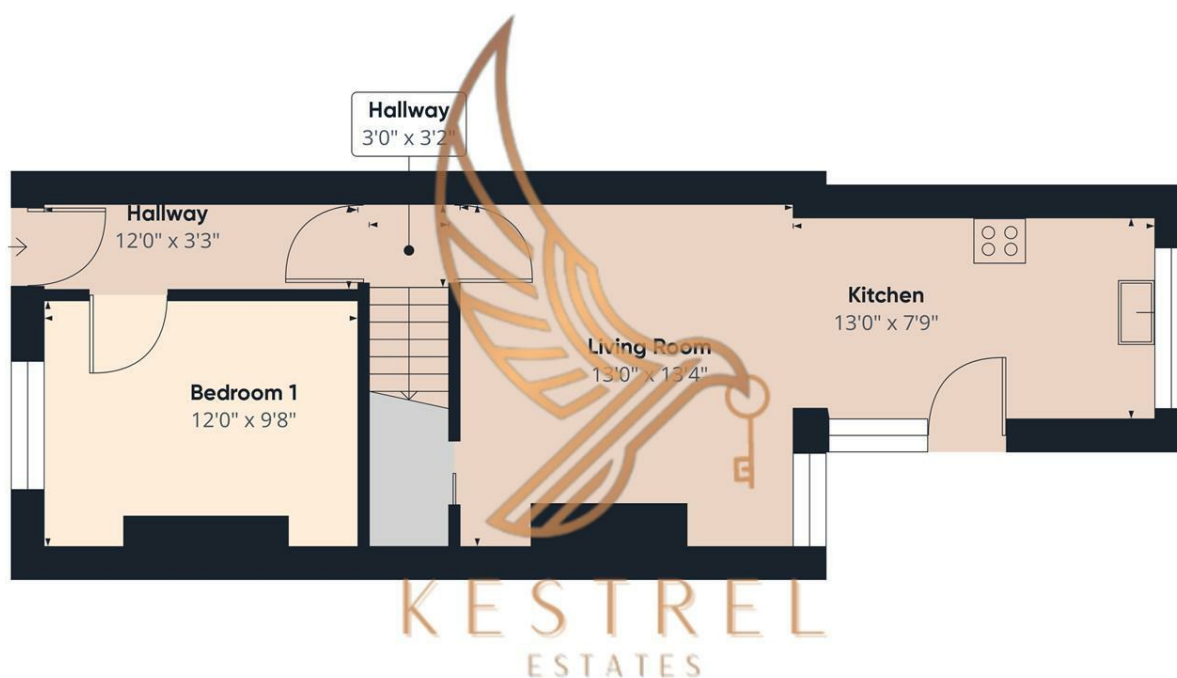 Hallway
3'0" x 3'2"
Hallway
12'0" x 3'3"
Kitchen
13'0" x 7'9"
Living Room
13'0" x 13'4"
Bedroom 1
12'0" x 9'8"
KESTREL
ESTATES